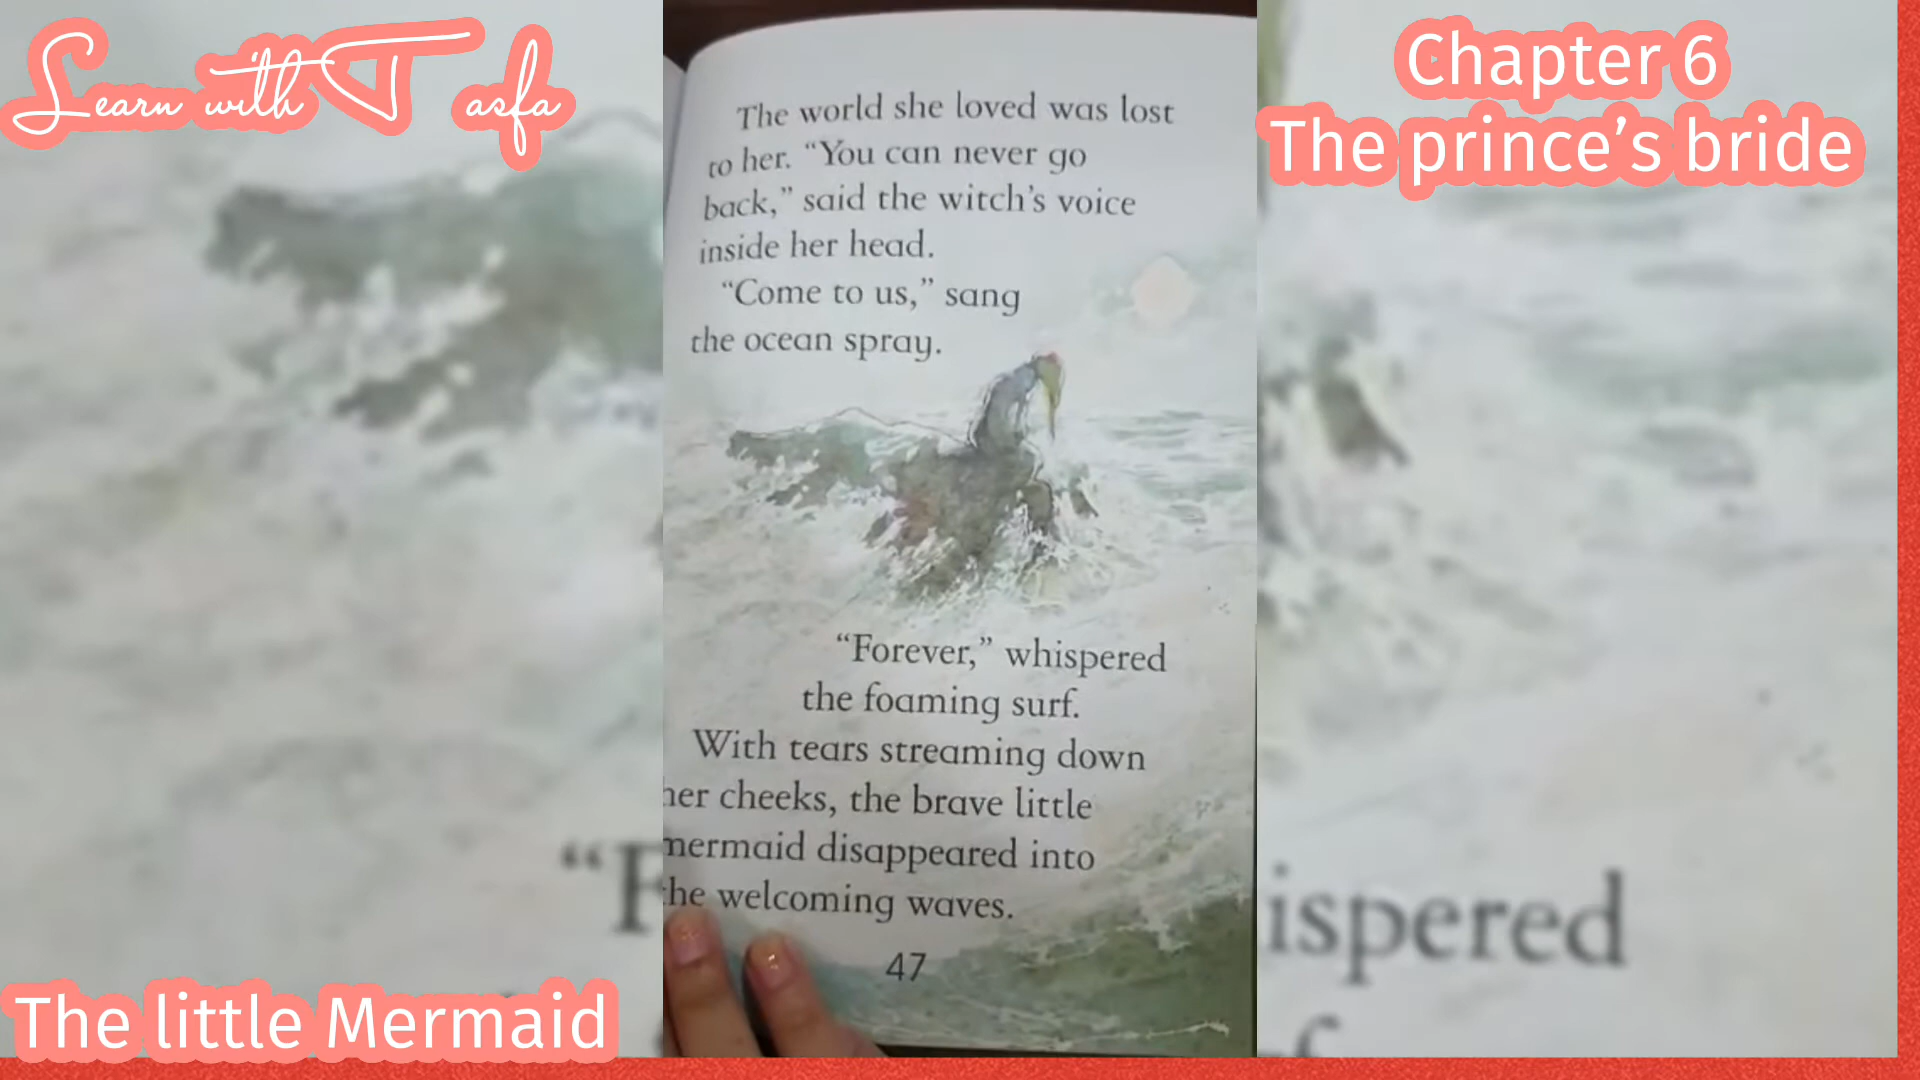 Learn with Tasfa
Chapter 6
The prince's bride
The world she loved was lost
to her. “You can never go
back,” said the witch's voice
inside her head.
“Come to us,” sang
the ocean spray.
“Forever,” whispered
the foaming surf.
With tears streaming down
her cheeks, the brave little
mermaid disappeared into
the welcoming waves.
47
“F
ispered
The little Mermaid